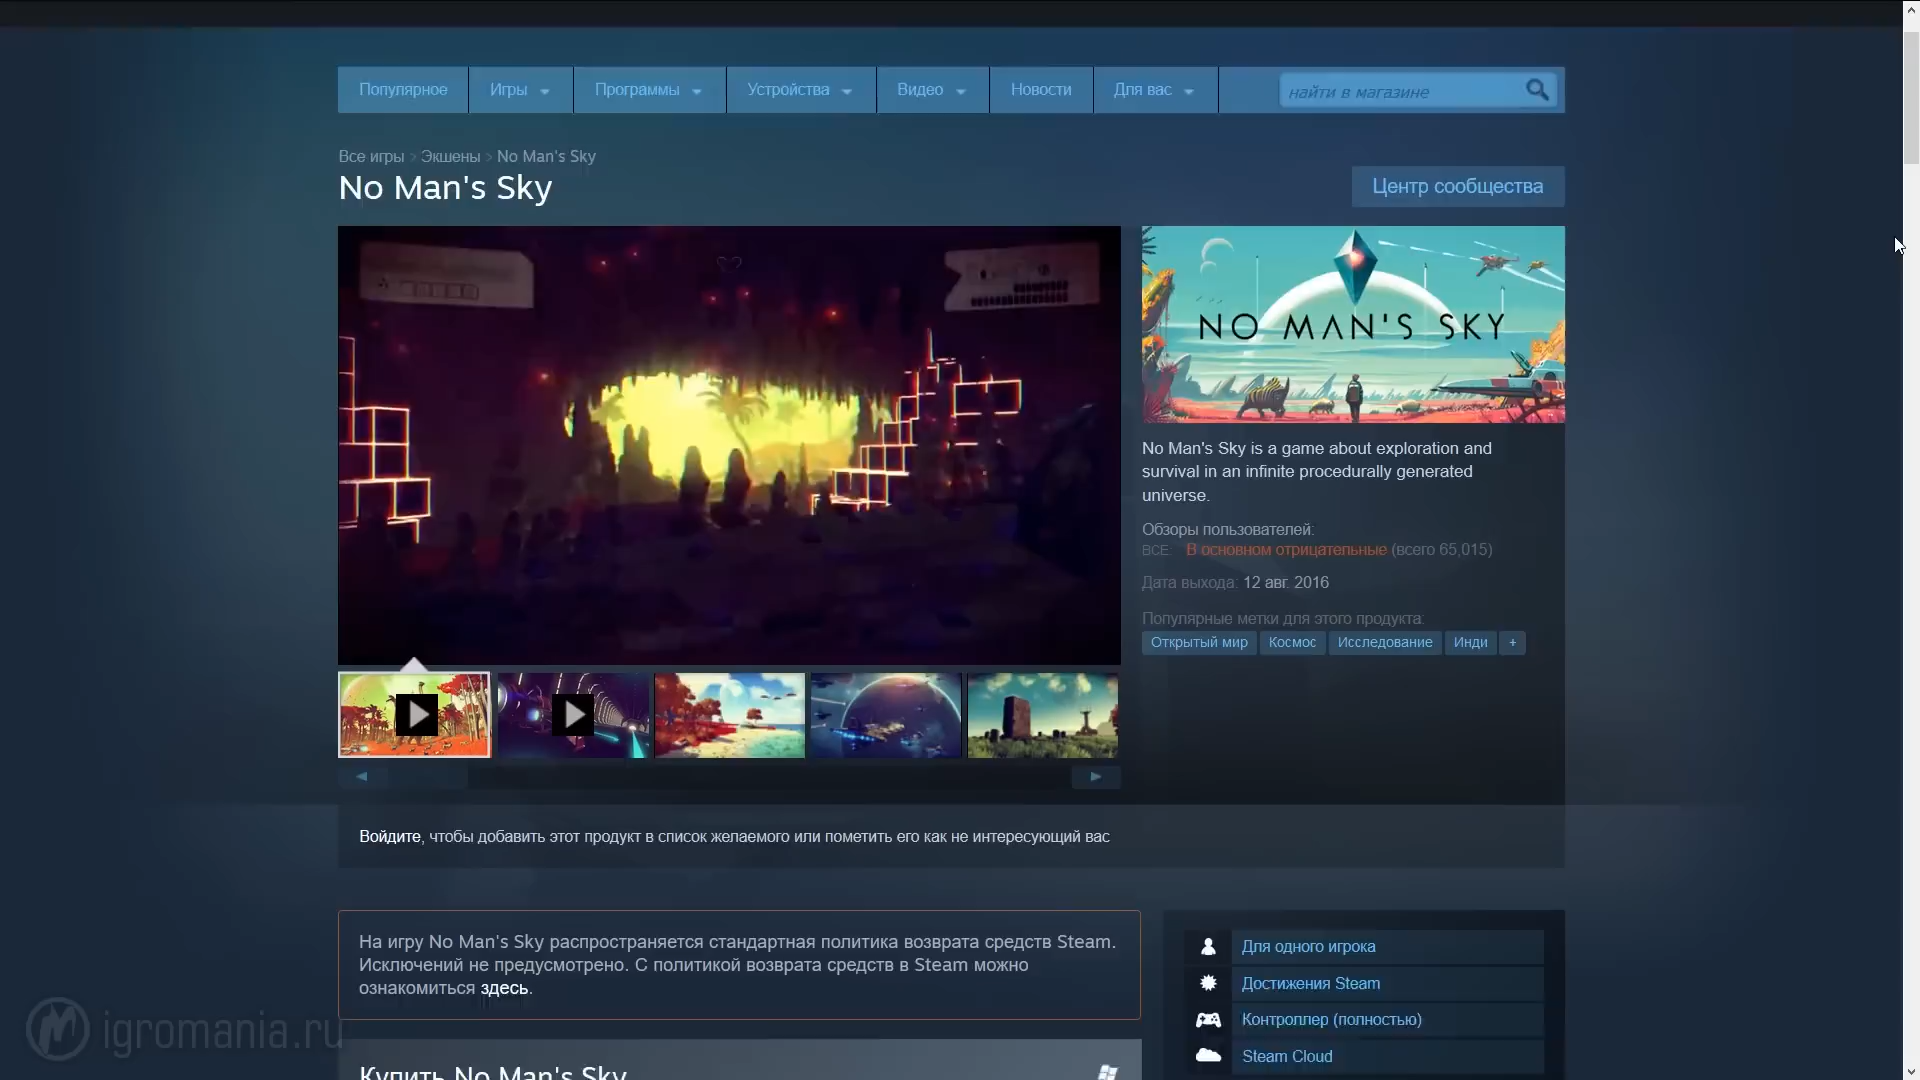 Популярное Игры Программы Устройства Видео Новости Для вас найти в магазине
Все игры > Экшены > No Man's Sky
No Man's Sky
Центр сообщества
NO MAN'S SKY
No Man's Sky is a game about exploration and
survival in an infinite procedurally generated
universe.
Обзоры пользователей:
ВСЕ: В основном отрицательные (всего 65,015)
Дата выхода: 12 авг. 2016
Популярные метки для этого продукта:
Открытый мир Космос Исследование Инди +
Войдите, чтобы добавить этот продукт в список желаемого или пометить его как не интересующий вас
На игру No Man's Sky распространяется стандартная политика возврата средств Steam.
Исключений не предусмотрено. С политикой возврата средств в Steam можно
ознакомиться здесь.
Для одного игрока
Достижения Steam
Контроллер (полностью)
Steam Cloud
igromania.ru
Купить No Man's Sky